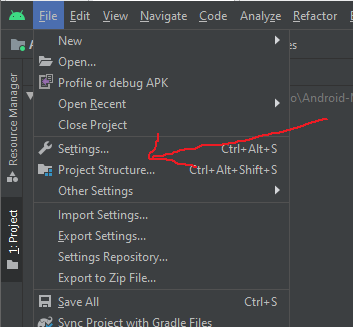 File Edit View Navigate Code Analyze Refactor
New
Open...
Profile or debug APK
Open Recent
Close Project
Settings... Ctrl+Alt+S
Project Structure... Ctrl+Alt+Shift+S
Other Settings
Import Settings...
Export Settings...
Settings Repository...
Export to Zip File...
Save All Ctrl+S
Sync Project with Gradle Files
Resource Manager
1: Project